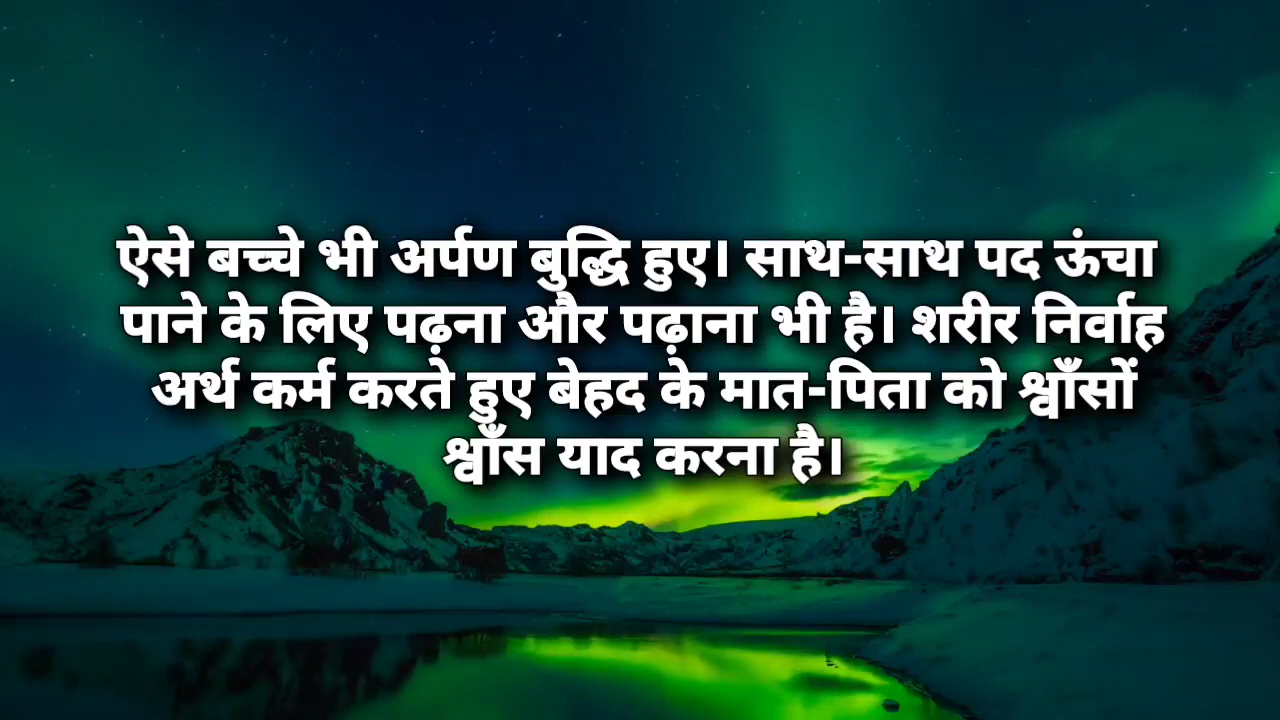 ऐसे बच्चे भी अर्पण बुद्धि हुए। साथ-साथ पद ऊंचा
पाने के लिए पढ़ना और पढ़ाना भी है। शरीर निर्वाह
अर्थ कर्म करते हुए बेहद के मात-पिता को श्वाँसों
श्वाँस याद करना है।